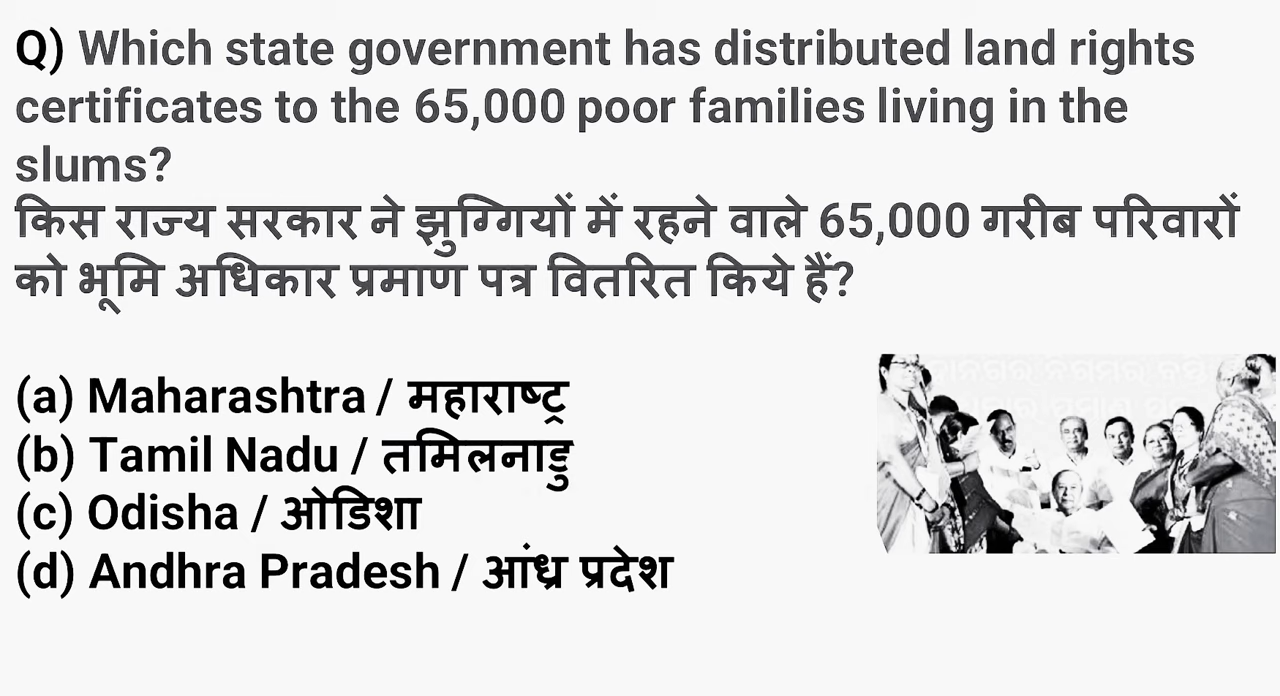 Q) Which state government has distributed land rights
certificates to the 65,000 poor families living in the
slums?
किस राज्य सरकार ने झुग्गियों में रहने वाले 65,000 गरीब परिवारों
को भूमि अधिकार प्रमाण पत्र वितरित किये हैं?
(a) Maharashtra / महाराष्ट्र
(b) Tamil Nadu / तमिलनाडु
(c) Odisha / ओडिशा
(d) Andhra Pradesh / आंध्र प्रदेश